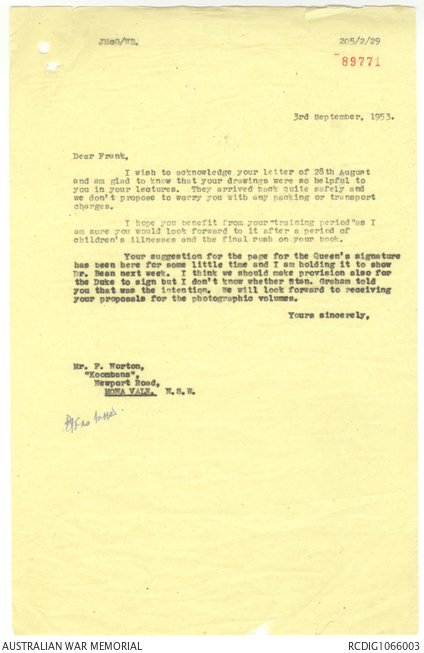 JMcG/WB.
205/2/29
89771
3rd September, 1953.
Dear Frank,
I wish to acknowledge your letter of 28th August
and am glad to know that your drawings were so helpful to
you in your lectures. They arrived back quite safely and
we don't propose to worry you with any packing or transport
charges.
I hope you benefit from your "training period" as I
am sure you would look forward to it after a period of
children's illnesses and the final rush on your book.
Your suggestion for the page for the Queen's signature
has been here for some little time and I am holding it to show
Dr. Bean next week. I think we should make provision also for
the Duke to sign but I don't know whether Stan. Graham told
you that was the intention. We will look forward to receiving
your proposals for the photographic volumes.
Yours sincerely,
Mr. F. Norton,
"Koombana",
Newport Road,
MONA VALE. N.S.W.
AUSTRALIAN WAR MEMORIAL
RCDIG1066003